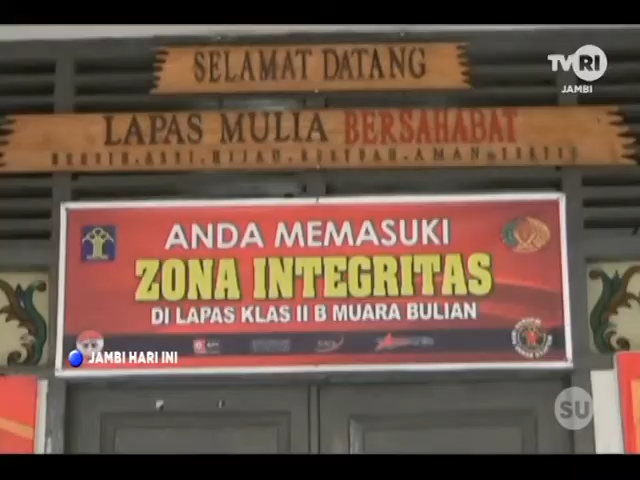 SELAMAT DATANG
TVRI
JAMBI
LAPAS MULIA BERSAHABAT
ANDA MEMASUKI
ZONA INTEGRITAS
DI LAPAS KLAS II B MUARA BULIAN
JAMBI HARI INI
SU